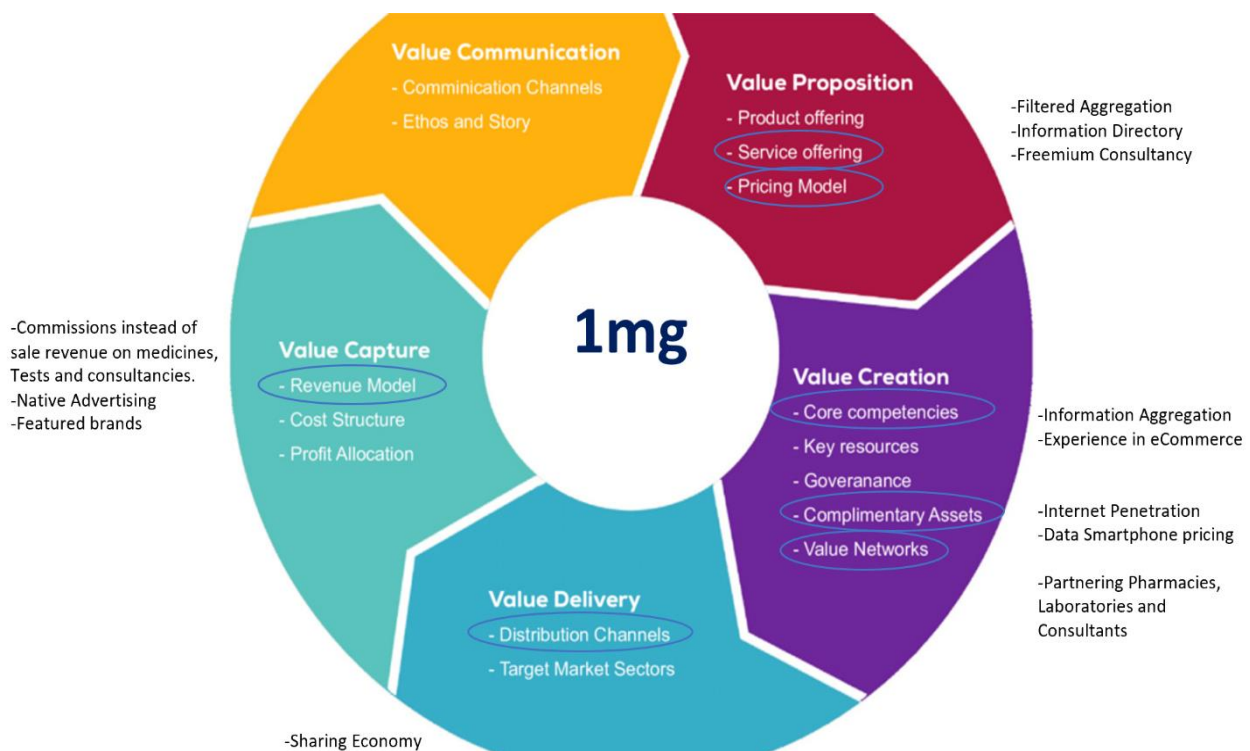 Value Communication
- Comminication Channels
- Ethos and Story
Value Proposition
- Product offering
- Service offering
- Pricing Model
-Filtered Aggregation
-Information Directory
-Freemium Consultancy
1mg
-Commissions instead of
sale revenue on medicines,
Tests and consultancies.
-Native Advertising
-Featured brands
Value Capture
- Revenue Model
- Cost Structure
- Profit Allocation
Value Creation
- Core competencies
- Key resources
- Goveranance
- Complimentary Assets
- Value Networks
-Information Aggregation
-Experience in eCommerce
-Internet Penetration
-Data Smartphone pricing
-Partnering Pharmacies,
Laboratories and
Consultants
Value Delivery
- Distribution Channels
- Target Market Sectors
-Sharing Economy